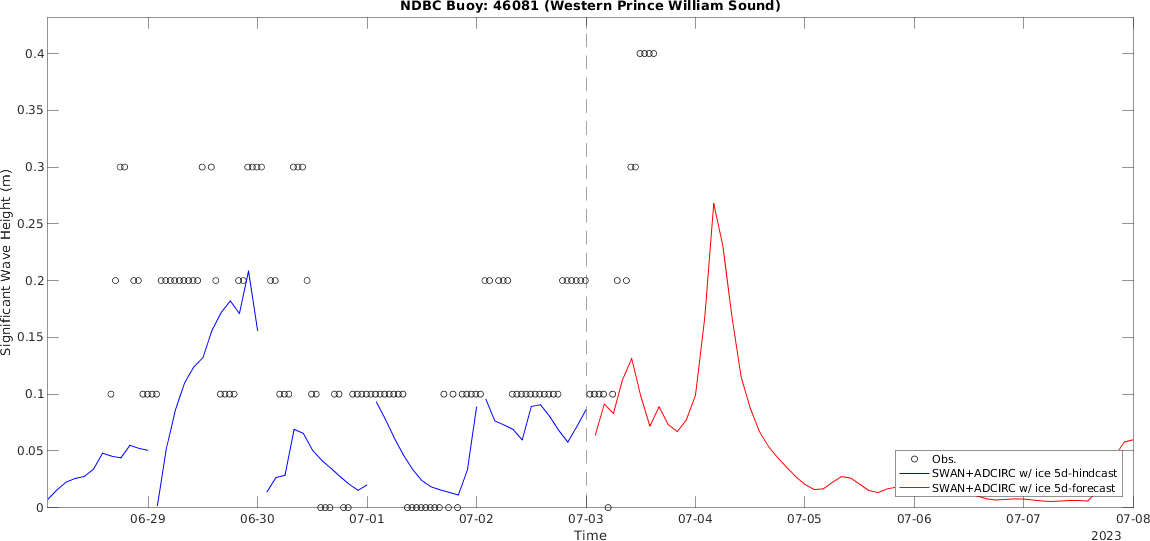 NDBC Buoy: 46081 (Western Prince William Sound)
Significant Wave Height (m)
0.4
0.35
0.3
0.25
0.2
0.15
0.1
0.05
0
Obs.
SWAN+ADCIRC w/ ice 5d-hindcast
SWAN+ADCIRC w/ ice 5d-forecast
06-29 06-30 07-01 07-02 07-03 07-04 07-05 07-06 07-07 07-08
Time
2023